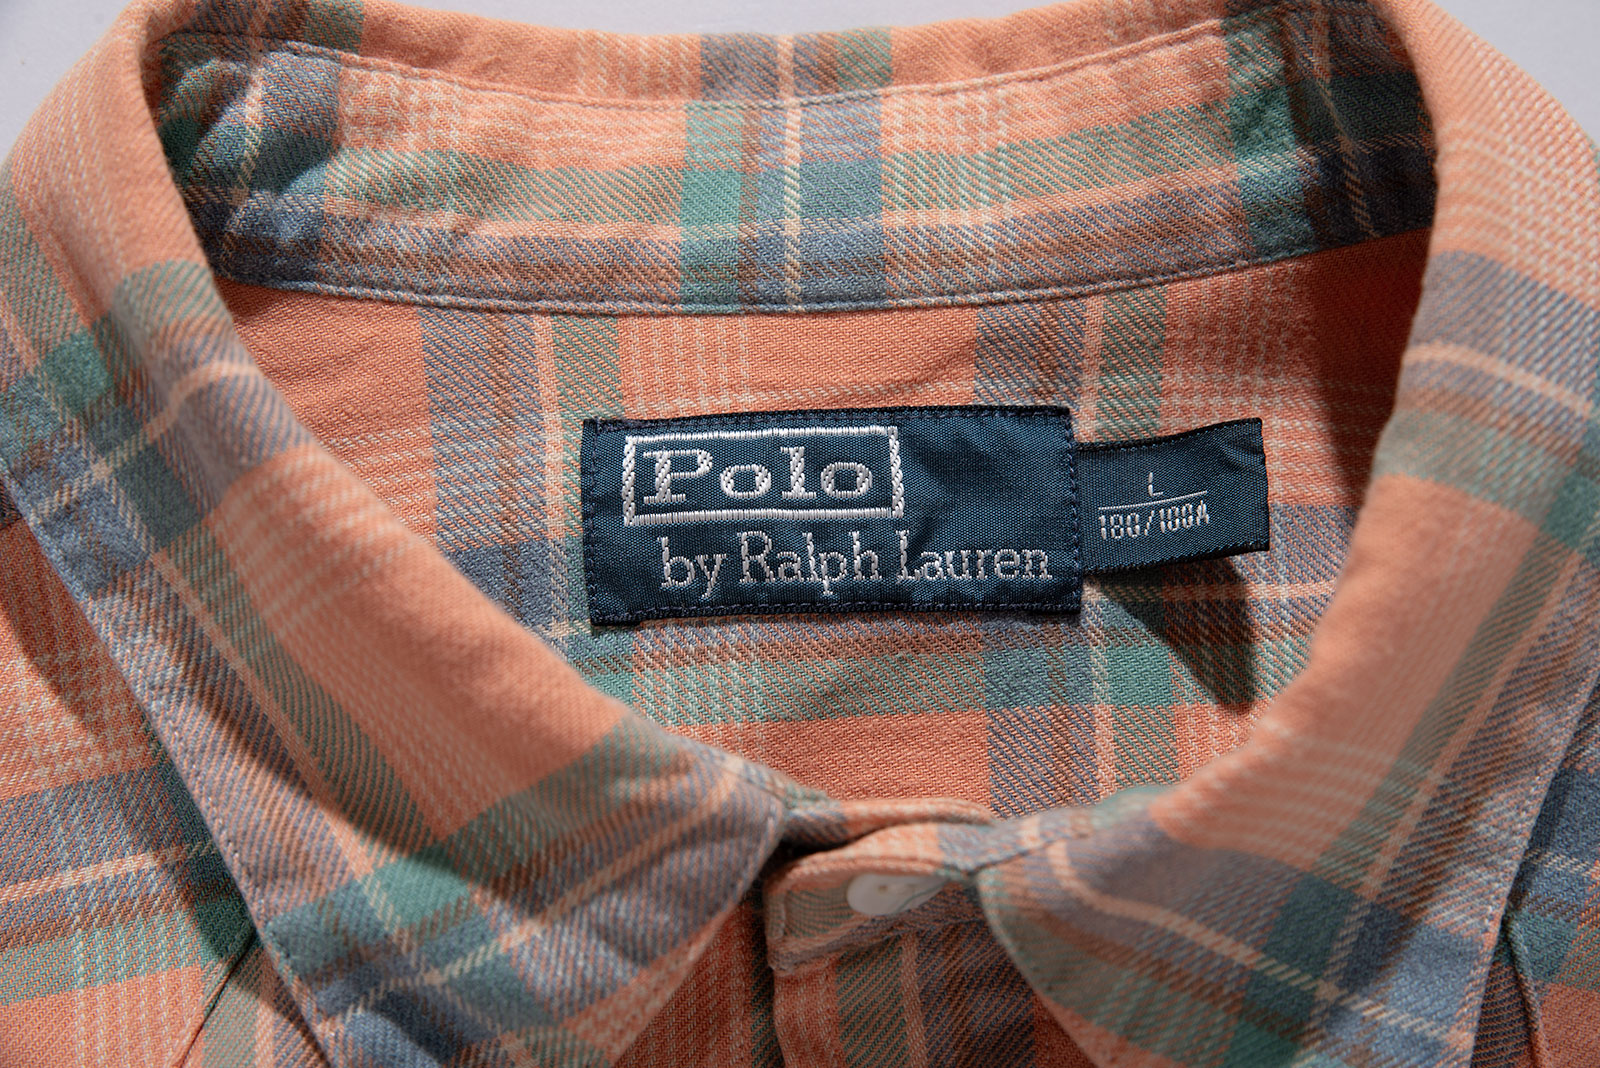 Polo
by Ralph Lauren
L
180/100A